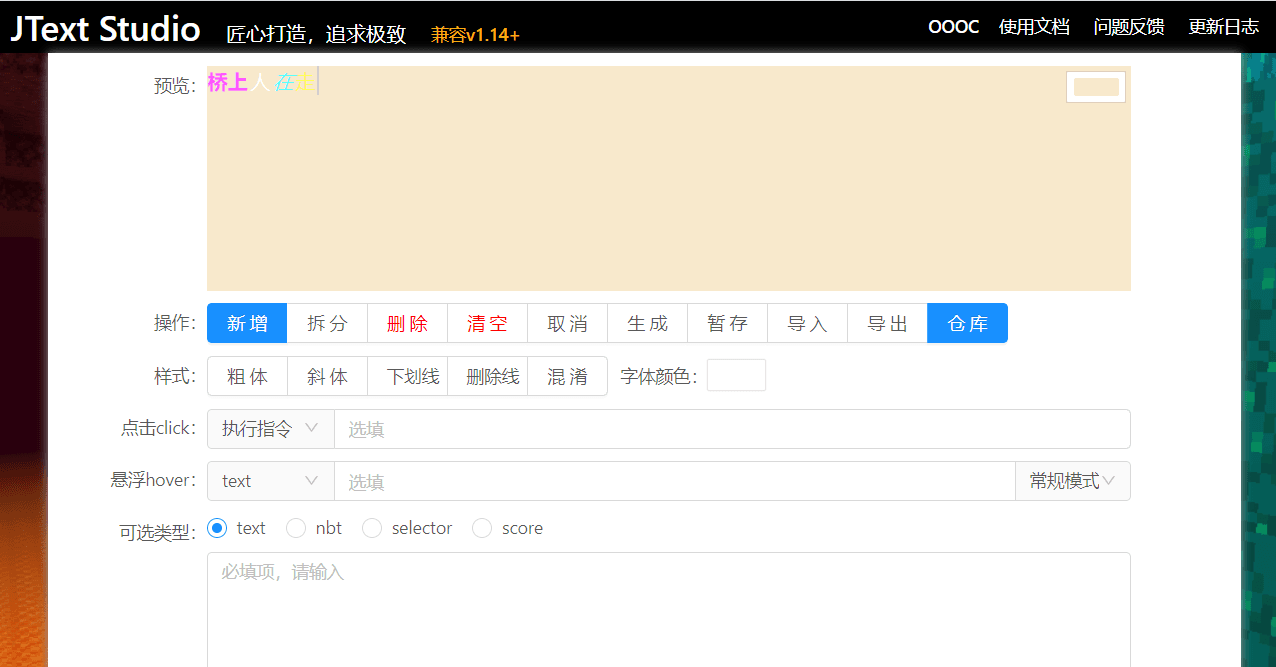 JText Studio 匠心打造，追求极致 兼容v1.14+ OOOC 使用文档 问题反馈 更新日志
预览： 桥上人在
操作： 新增 拆分 删除 清空 取消 生成 暂存 导入 导出 仓库
样式： 粗体 斜体 下划线 删除线 混淆 字体颜色：
点击click： 执行指令 选填
悬浮hover： text 选填 常规模式
可选类型： text nbt selector score
必填项，请输入